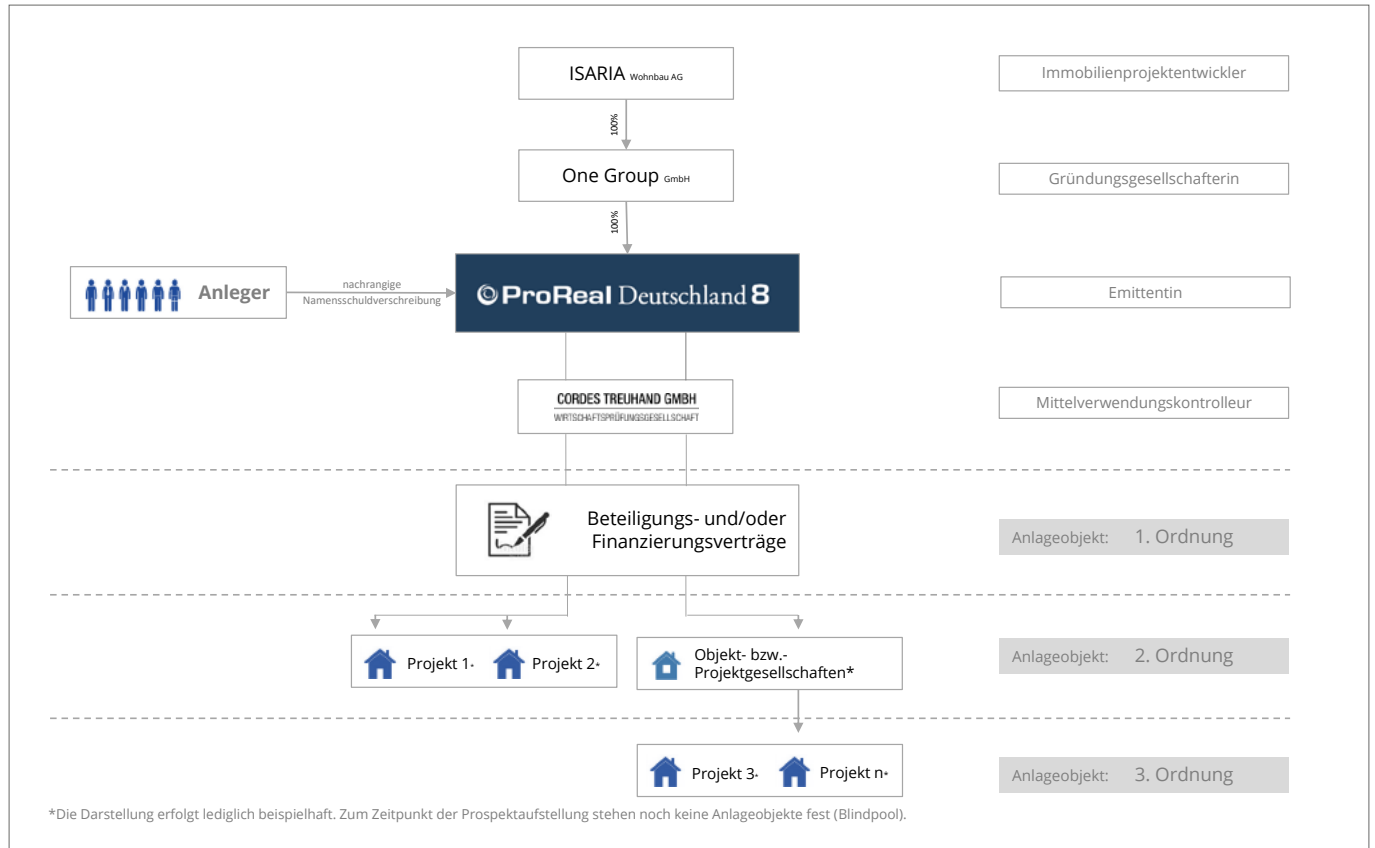 ISARIA Wohnbau AG
Immobilienprojektentwickler
100%
One Group GmbH
Gründungsgesellschafterin
100%
Anleger
nachrangige
Namensschuldverschreibung
ProReal Deutschland 8
Emittentin
CORDES TREUHAND GMBH
WIRTSCHAFTSPRÜFUNGSGESELLSCHAFT
Mittelverwendungskontrolleur
Beteiligungs- und/oder
Finanzierungsverträge
Anlageobjekt: 1. Ordnung
Projekt 1*
Projekt 2*
Objekt- bzw.-
Projektgesellschaften*
Anlageobjekt: 2. Ordnung
Projekt 3*
Projekt n*
Anlageobjekt: 3. Ordnung
*Die Darstellung erfolgt lediglich beispielhaft. Zum Zeitpunkt der Prospektaufstellung stehen noch keine Anlageobjekte fest (Blindpool).